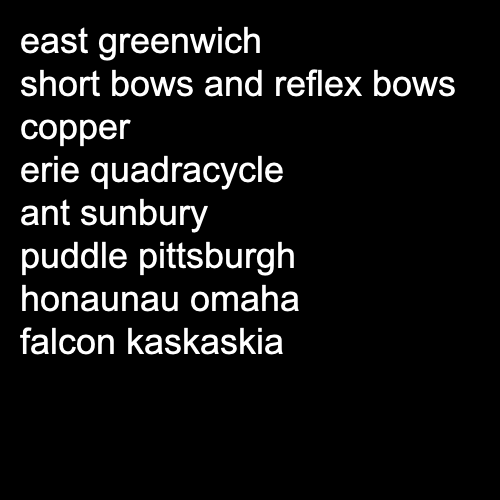 east greenwich
short bows and reflex bows
copper
erie quadracycle
ant sunbury
puddle pittsburgh
honaunau omaha
falcon kaskaskia